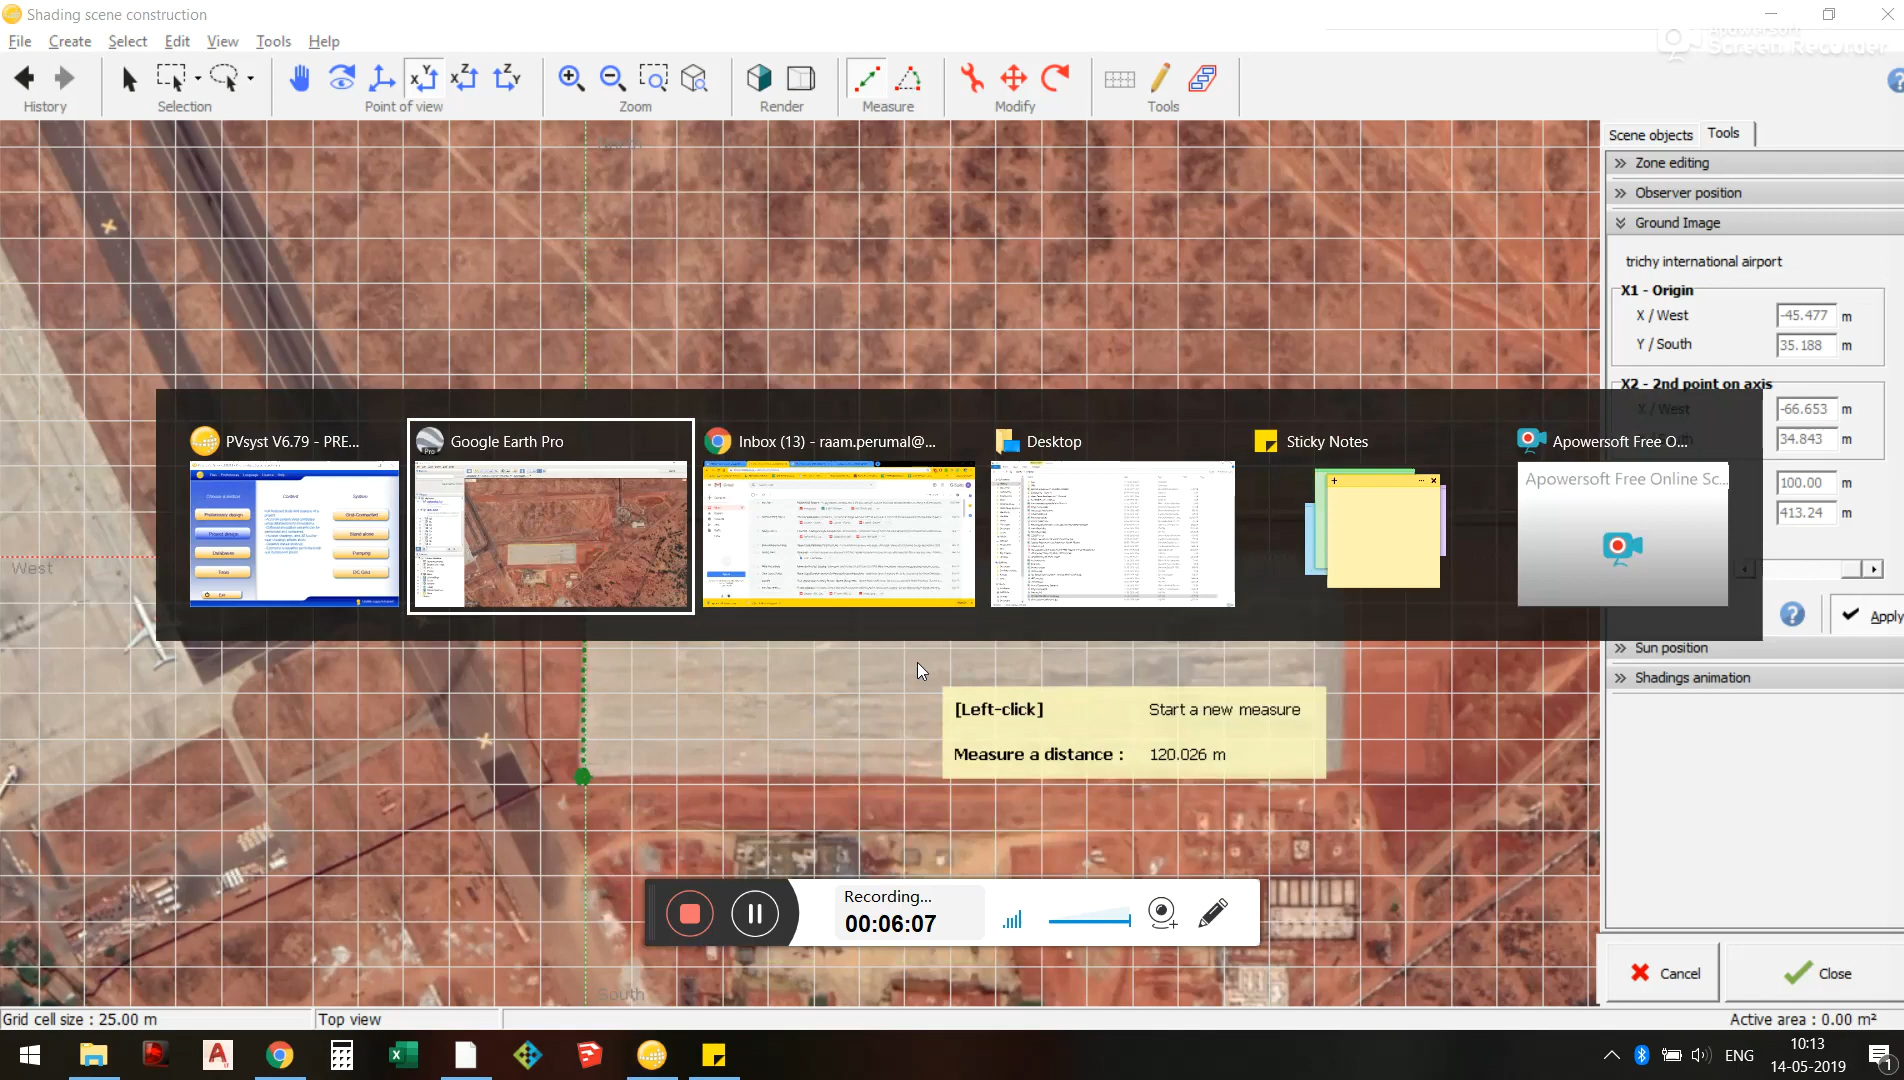 Shading scene construction
Apowersoft
Screen Recorder
File Create Select Edit View Tools Help
History Selection Point of view Zoom Render Measure Modify Tools
Scene objects Tools
Zone editing
Observer position
Ground Image
trichy international airport
X1 - Origin
X / West -45.477 m
Y / South 35.188 m
X2 - 2nd point on axis
X / West -66.653 m
34.843 m
100.00 m
413.24 m
Apply
Sun position
Shadings animation
West
PVsyst V6.79 - PRE...
Google Earth Pro
Inbox (13) - raam.perumal@...
Desktop
Sticky Notes
Apowersoft Free O...
Apowersoft Free Online Sc...
[Left-click] Start a new measure
Measure a distance : 120.026 m
Recording...
00:06:07
South
Cancel Close
Grid cell size : 25.00 m Top view Active area : 0.00 m²
ENG
10:13
14-05-2019
1